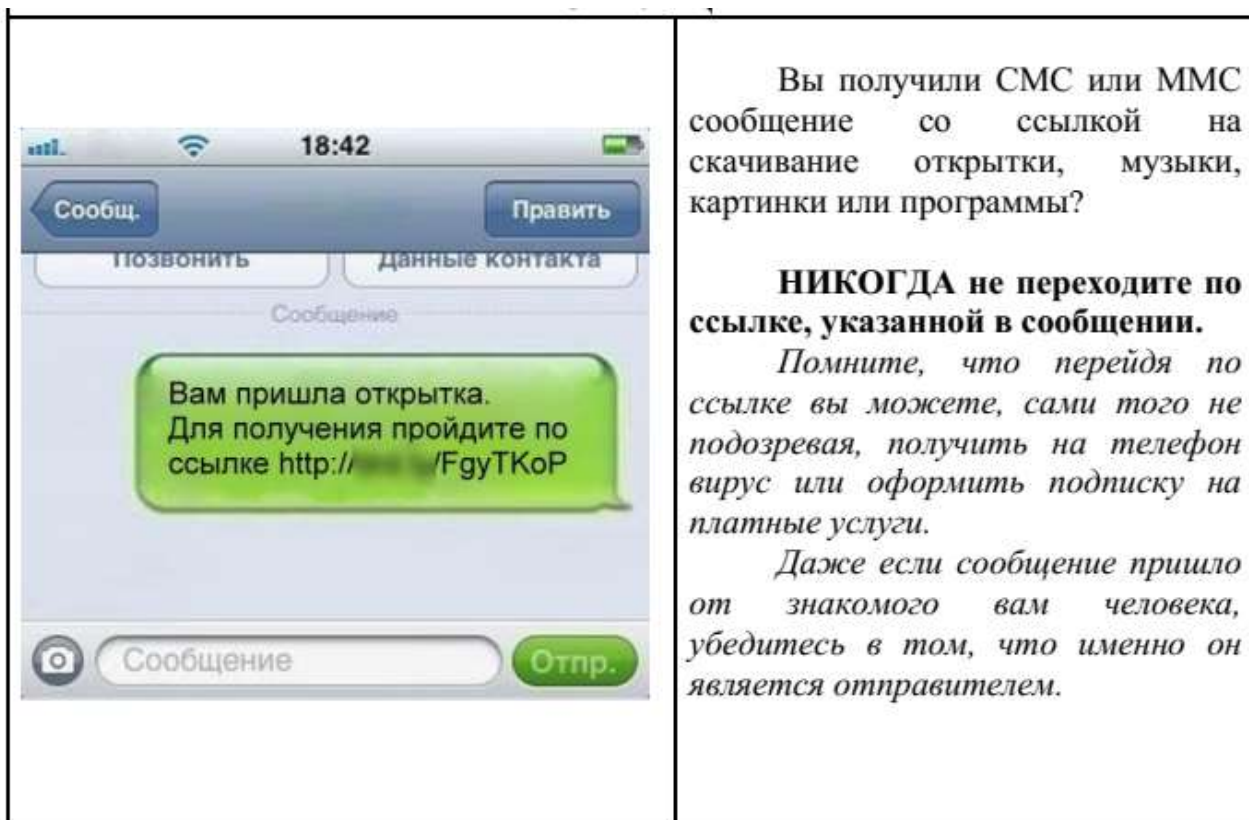 18:42
Сообщ.
Править
Позвонить
Данные контакта
Сообщение
Вам пришла открытка.
Для получения пройдите по
ссылке http:// /FgyTKoP
Сообщение
Отпр.
Вы получили СМС или ММС
сообщение со ссылкой на
скачивание открытки, музыки,
картинки или программы?
НИКОГДА не переходите по
ссылке, указанной в сообщении.
Помните, что перейдя по
ссылке вы можете, сами того не
подозревая, получить на телефон
вирус или оформить подписку на
платные услуги.
Даже если сообщение пришло
от знакомого вам человека,
убедитесь в том, что именно он
является отправителем.